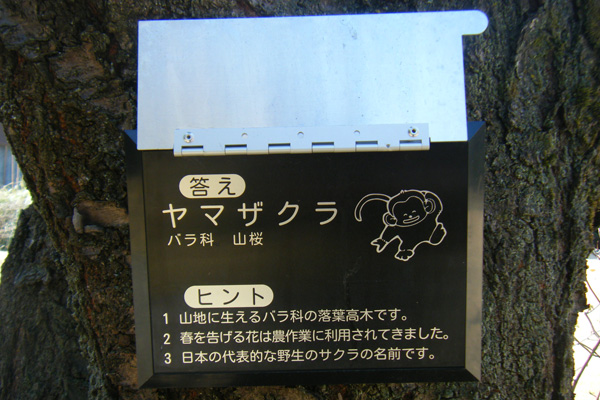 答え
ヤマザクラ
バラ科 山桜
ヒント
1 山地に生えるバラ科の落葉高木です。
2 春を告げる花は農作業に利用されてきました。
3 日本の代表的な野生のサクラの名前です。